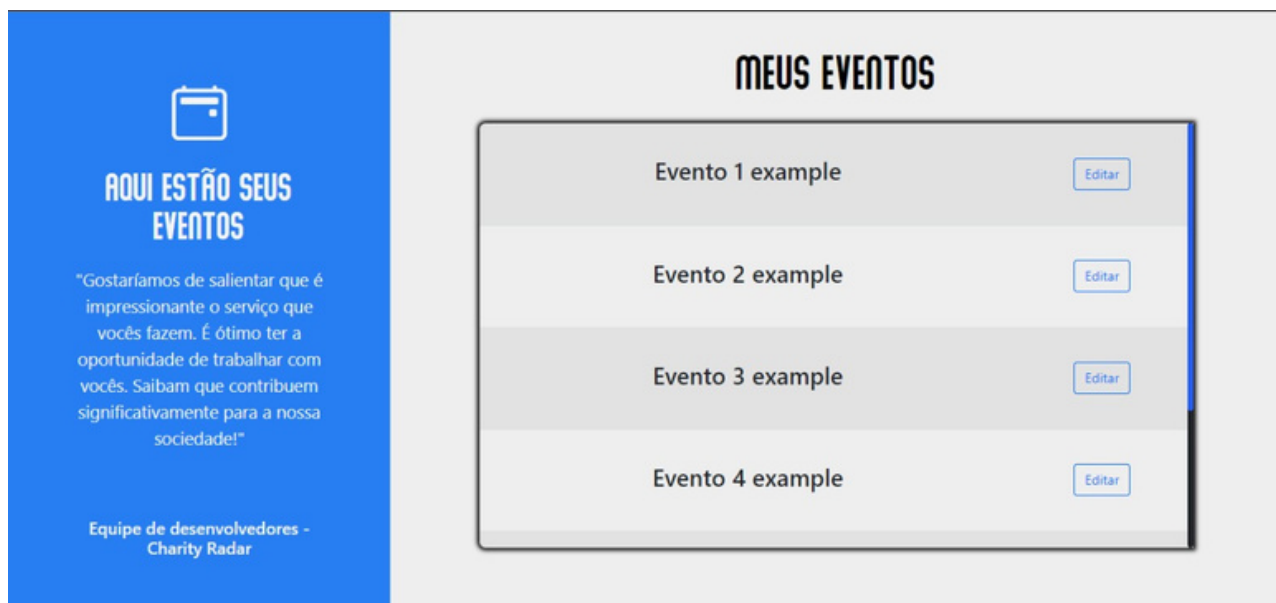 AQUI ESTÃO SEUS
EVENTOS
"Gostaríamos de salientar que é
impressionante o serviço que
vocês fazem. É ótimo ter a
oportunidade de trabalhar com
vocês. Saibam que contribuem
significativamente para a nossa
sociedade!"
Equipe de desenvolvedores -
Charity Radar
MEUS EVENTOS
Evento 1 example Editar
Evento 2 example Editar
Evento 3 example Editar
Evento 4 example Editar